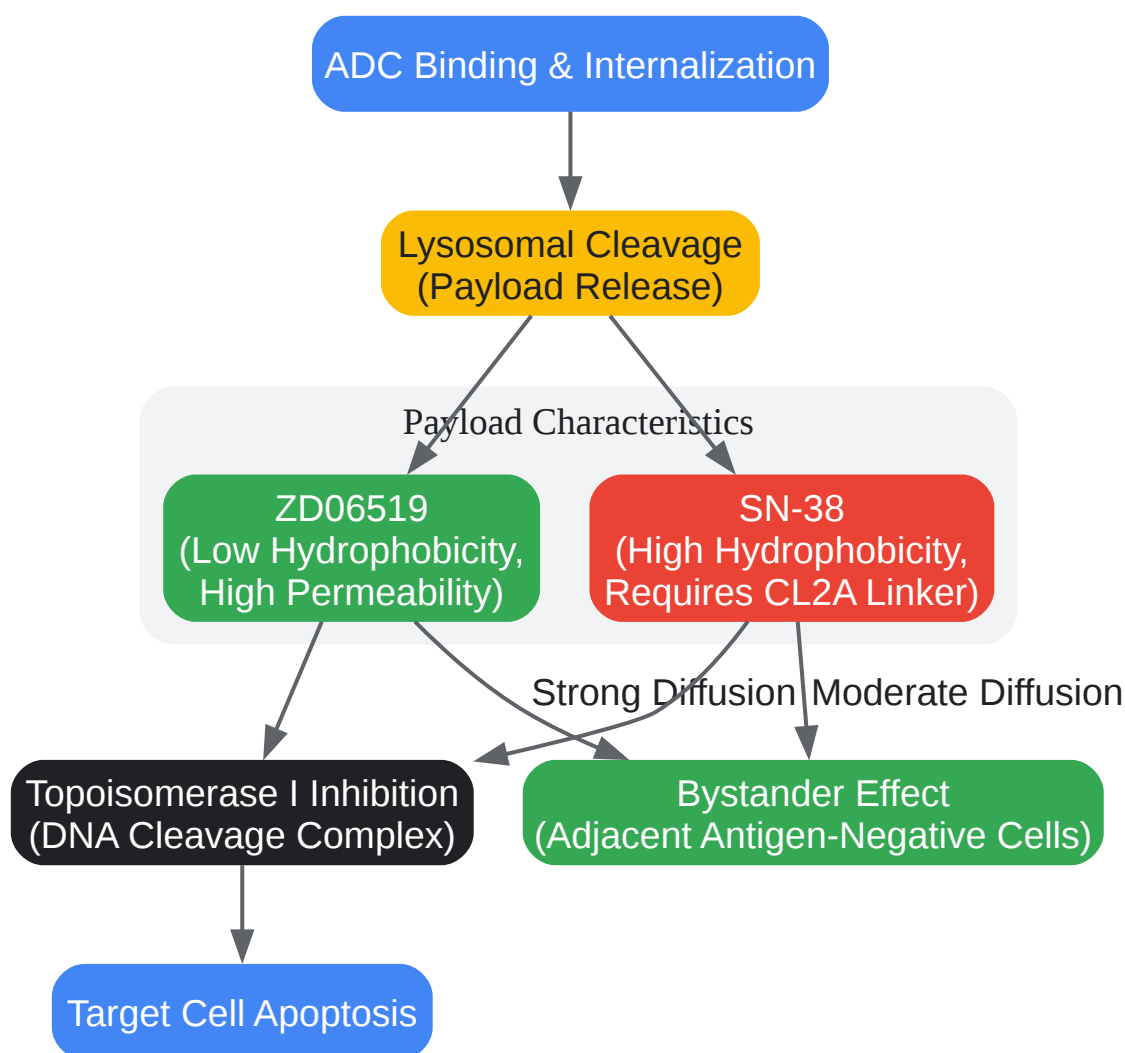 ADC Binding & Internalization
Lysosomal Cleavage
(Payload Release)
Payload Characteristics
ZD06519
(Low Hydrophobicity,
High Permeability)
SN-38
(High Hydrophobicity,
Requires CL2A Linker)
Strong Diffusion
Moderate Diffusion
Topoisomerase I Inhibition
(DNA Cleavage Complex)
Bystander Effect
(Adjacent Antigen-Negative Cells)
Target Cell Apoptosis